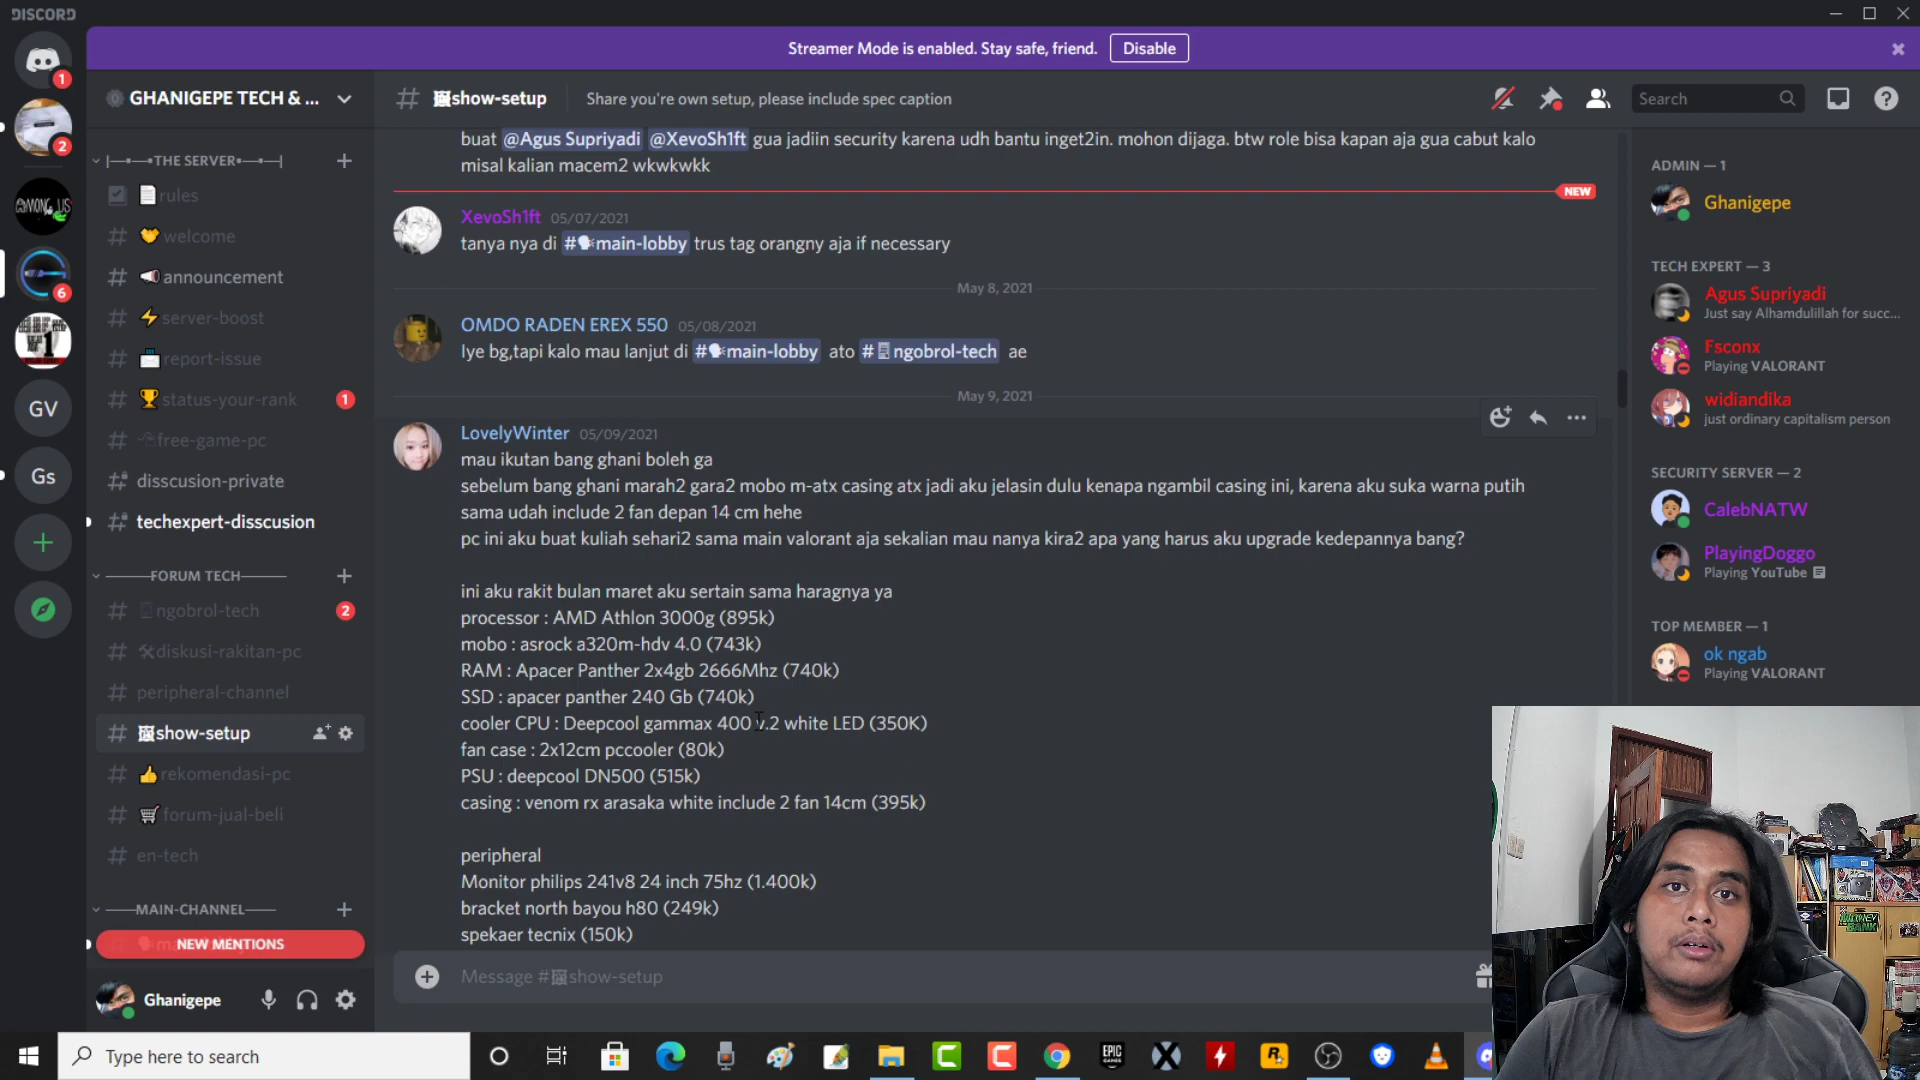 DISCORD
Streamer Mode is enabled. Stay safe, friend.
Disable
1
2
AMONG US
6
GV
Gs
GHANIGEPE TECH & ...
|—•—•THE SERVER•—•—|
rules
welcome
announcement
server-boost
report-issue
status-your-rank
1
free-game-pc
disscusion-private
techexpert-disscusion
———FORUM TECH———
ngobrol-tech
2
diskusi-rakitan-pc
peripheral-channel
show-setup
rekomendasi-pc
forum-jual-beli
en-tech
——MAIN-CHANNEL——
NEW MENTIONS
Ghanigepe
show-setup
Share you're own setup, please include spec caption
Search
buat @Agus Supriyadi @XevoSh1ft gua jadiin security karena udh bantu inget2in. mohon dijaga. btw role bisa kapan aja gua cabut kalo
misal kalian macem2 wkwkwkk
NEW
XevoSh1ft 05/07/2021
tanya nya di #🗣main-lobby trus tag orangny aja if necessary
May 8, 2021
OMDO RADEN EREX 550 05/08/2021
Iye bg,tapi kalo mau lanjut di #🗣main-lobby ato #ngobrol-tech ae
May 9, 2021
LovelyWinter 05/09/2021
mau ikutan bang ghani boleh ga
sebelum bang ghani marah2 gara2 mobo m-atx casing atx jadi aku jelasin dulu kenapa ngambil casing ini, karena aku suka warna putih
sama udah include 2 fan depan 14 cm hehe
pc ini aku buat kuliah sehari2 sama main valorant aja sekalian mau nanya kira2 apa yang harus aku upgrade kedepannya bang?
ini aku rakit bulan maret aku sertain sama haragnya ya
processor : AMD Athlon 3000g (895k)
mobo : asrock a320m-hdv 4.0 (743k)
RAM : Apacer Panther 2x4gb 2666Mhz (740k)
SSD : apacer panther 240 Gb (740k)
cooler CPU : Deepcool gammax 400 v.2 white LED (350K)
fan case : 2x12cm pccooler (80k)
PSU : deepcool DN500 (515k)
casing : venom rx arasaka white include 2 fan 14cm (395k)
peripheral
Monitor philips 241v8 24 inch 75hz (1.400k)
bracket north bayou h80 (249k)
spekaer tecnix (150k)
Message #show-setup
ADMIN — 1
Ghanigepe
TECH EXPERT — 3
Agus Supriyadi
Just say Alhamdulillah for succ...
Fsconx
Playing VALORANT
widiandika
just ordinary capitalism person
SECURITY SERVER — 2
CalebNATW
PlayingDoggo
Playing YouTube
TOP MEMBER — 1
ok ngab
Playing VALORANT
Type here to search
EPIC GAMES